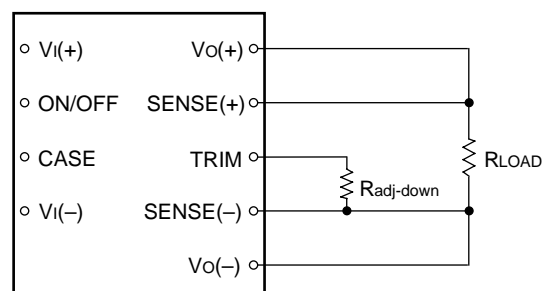 VI(+)
VO(+)
ON/OFF
SENSE(+)
CASE
TRIM
RLOAD
Radj-down
VI(–)
SENSE(–)
VO(–)